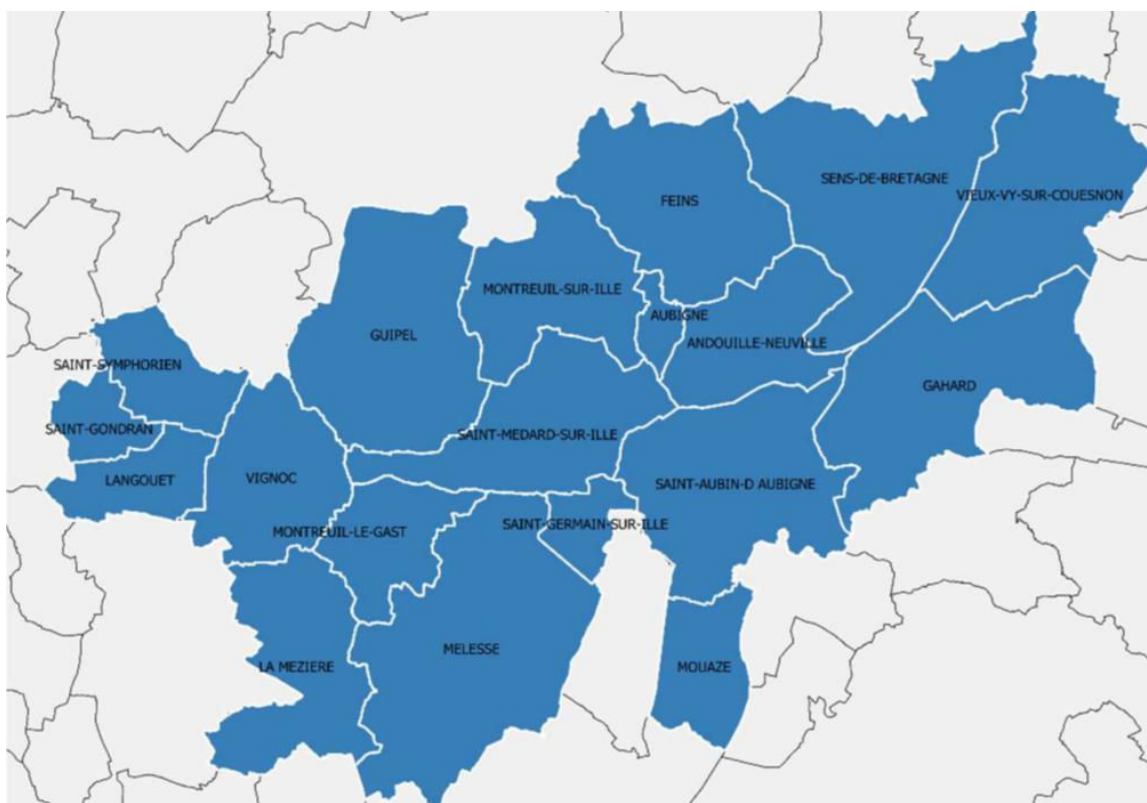 SENS-DE-BRETAGNE
VIEUX-VY-SUR-COUESNON
FEINS
MONTREUIL-SUR-ILLE
AUBIGNE
GUIPEL
ANDOUILLE-NEUVILLE
SAINT-SYMPHORIEN
GAHARD
SAINT-GONDRAN
SAINT-MEDARD-SUR-ILLE
LANGOUET
VIGNOC
SAINT-AUBIN-D AUBIGNE
SAINT-GERMAIN-SUR-ILLE
MONTREUIL-LE-GAST
MELESSE
LA MEZIERE
MOUAZE